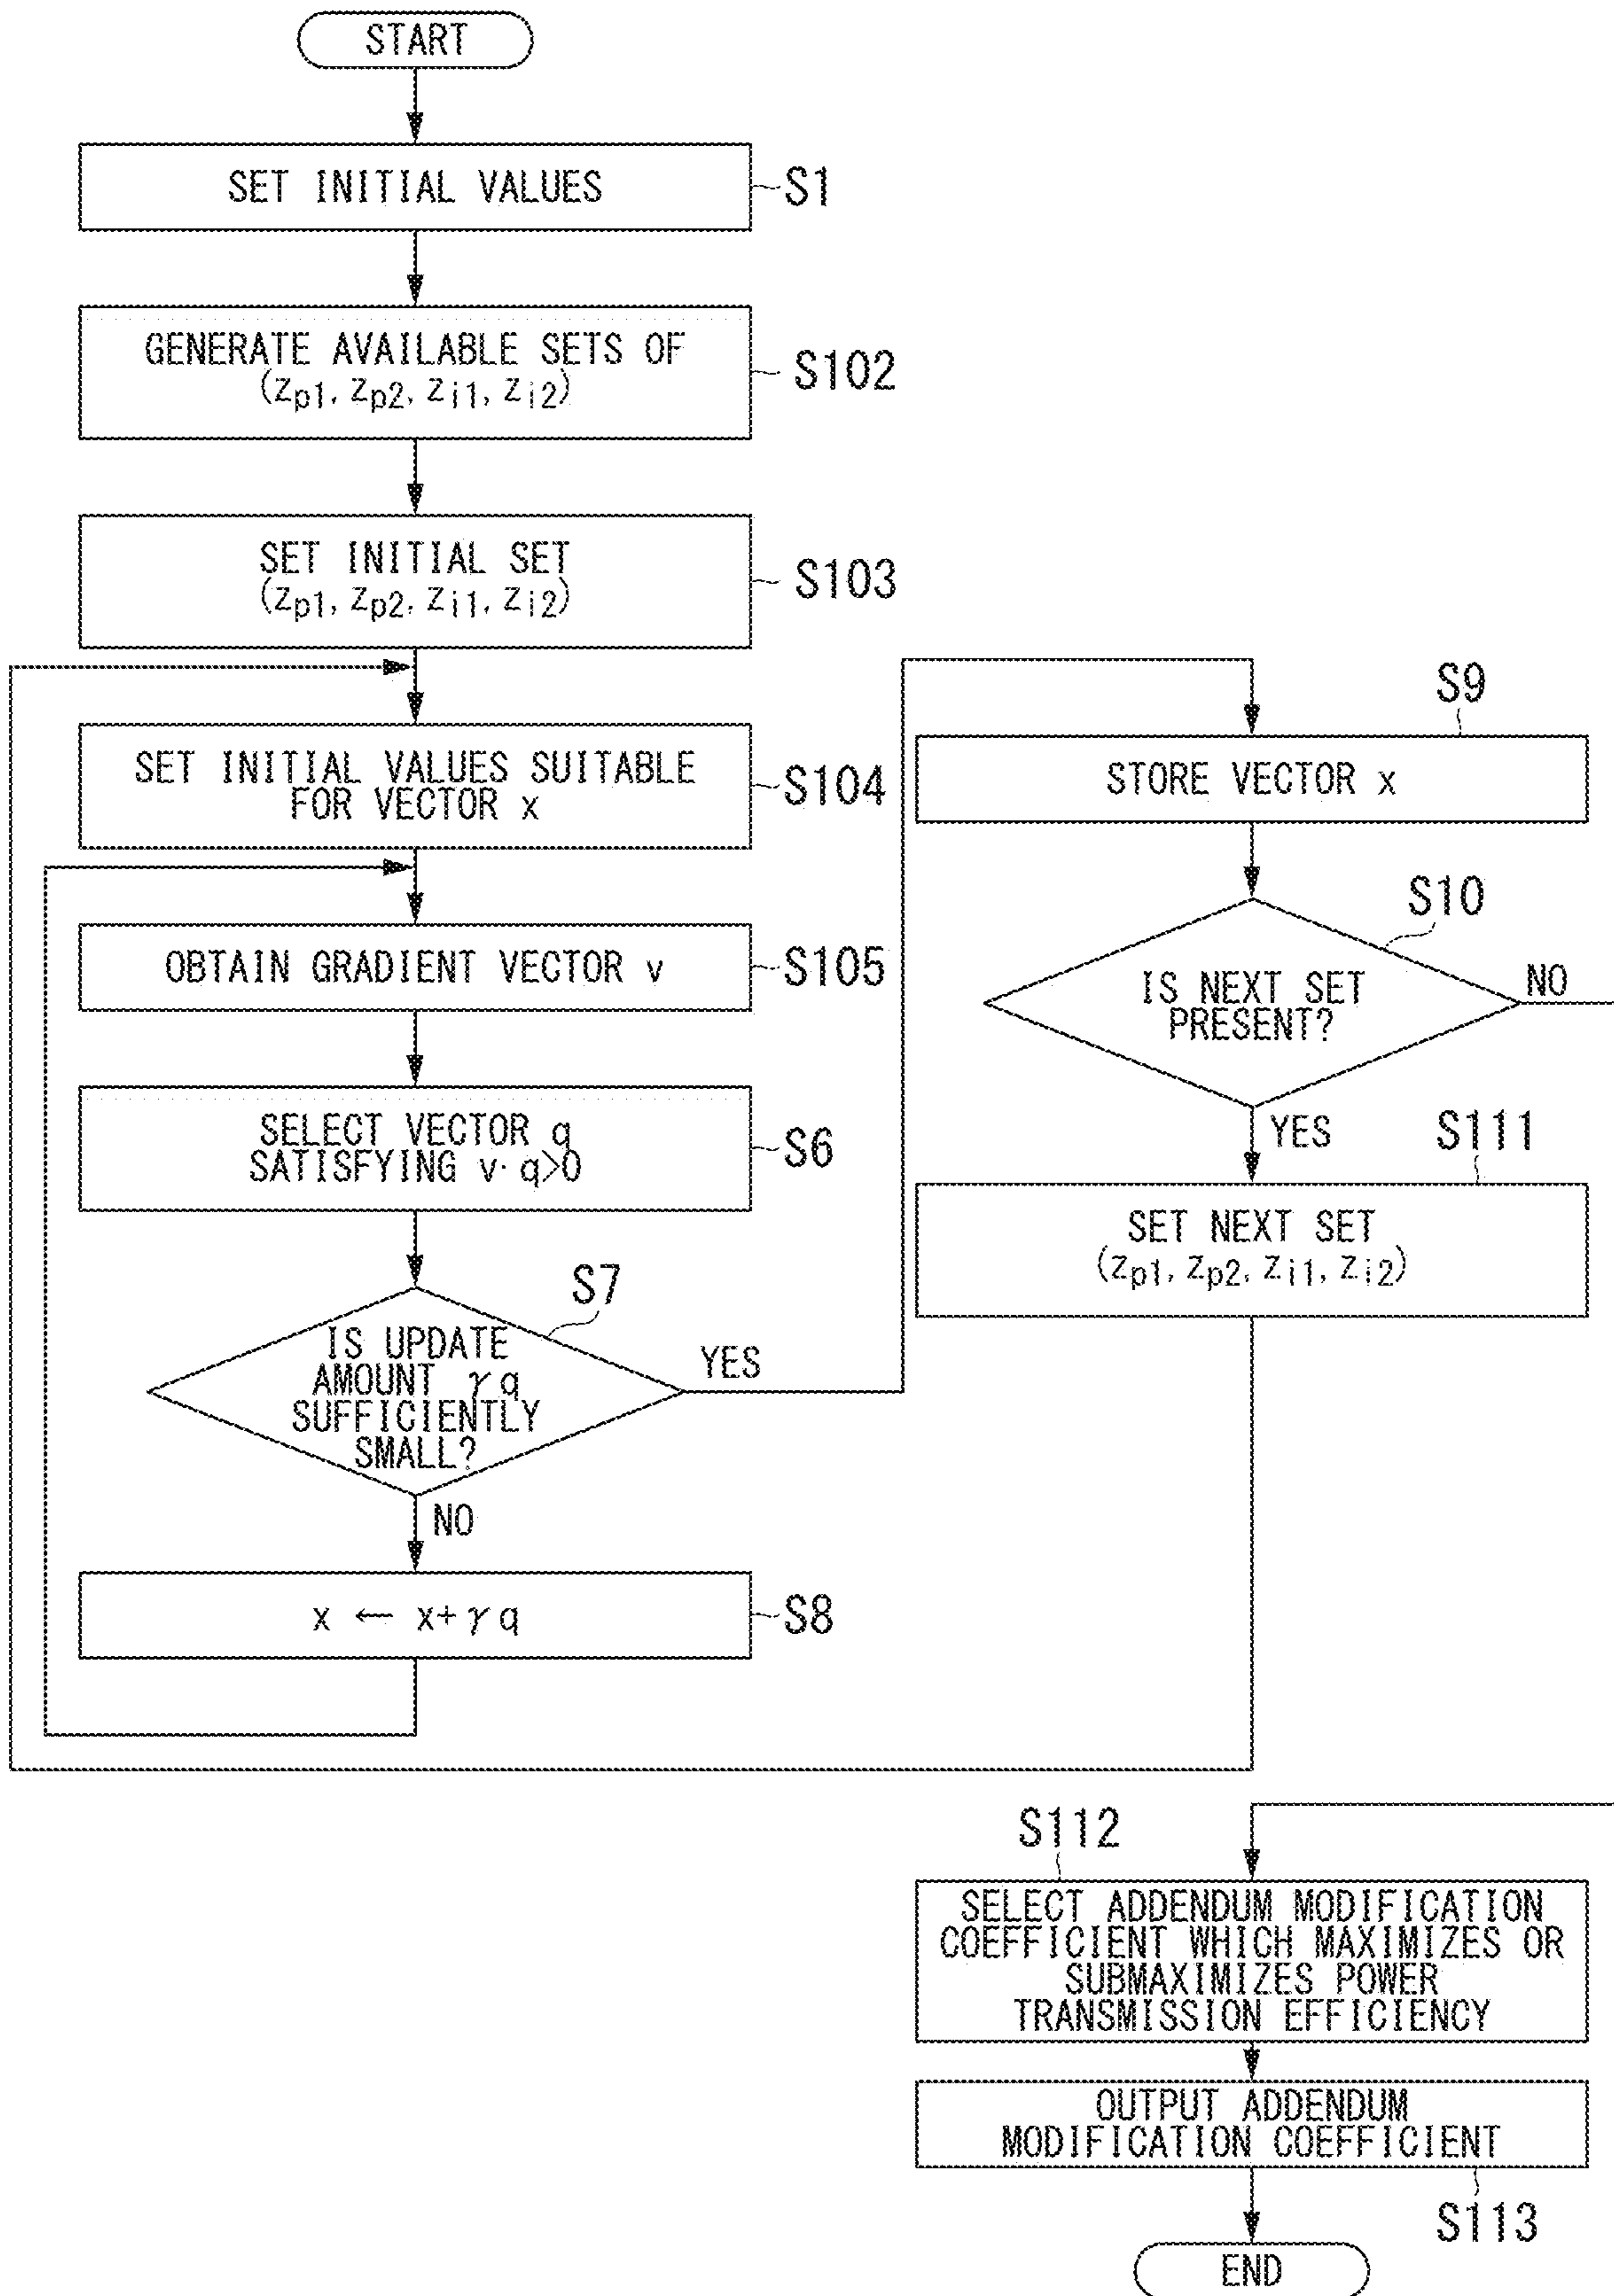 START
SET INITIAL VALUES
S1
GENERATE AVAILABLE SETS OF
(zp1, zp2, zi1, zi2)
S102
SET INITIAL SET
(zp1, zp2, zi1, zi2)
S103
SET INITIAL VALUES SUITABLE
FOR VECTOR x
S104
OBTAIN GRADIENT VECTOR v
S105
SELECT VECTOR q
SATISFYING v· q>0
S6
S7
IS UPDATE
AMOUNT γq
SUFFICIENTLY
SMALL?
YES
NO
x ← x+γq
S8
S9
STORE VECTOR x
S10
IS NEXT SET
PRESENT?
NO
YES
S111
SET NEXT SET
(zp1, zp2, zi1, zi2)
S112
SELECT ADDENDUM MODIFICATION
COEFFICIENT WHICH MAXIMIZES OR
SUBMAXIMIZES POWER
TRANSMISSION EFFICIENCY
OUTPUT ADDENDUM
MODIFICATION COEFFICIENT
S113
END